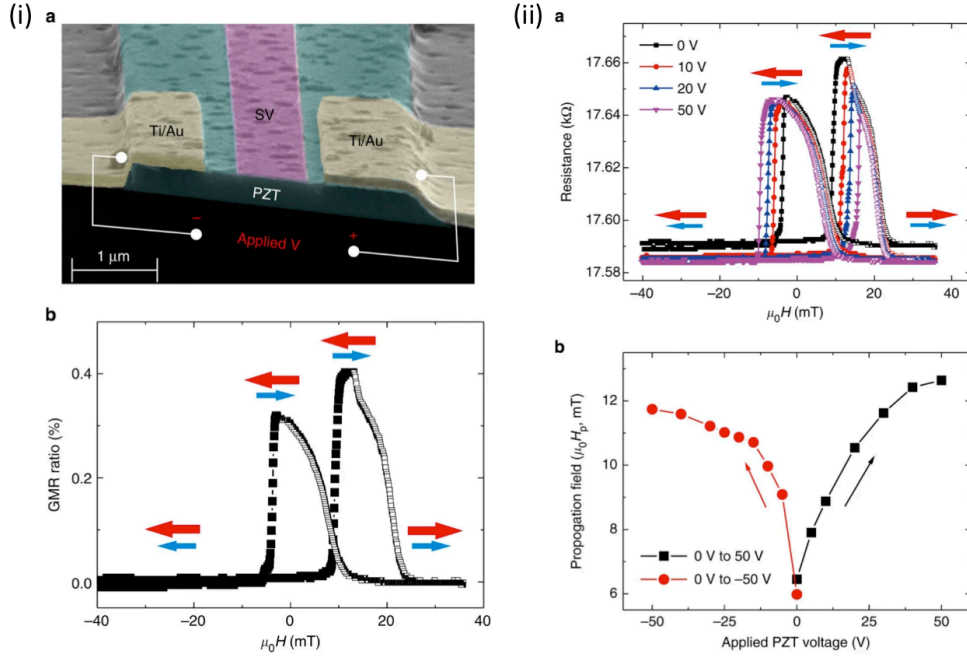 (i)
a
Ti/Au
SV
Ti/Au
PZT
−
Applied V
+
1 μm
b
GMR ratio (%)
0.4
0.2
0.0
−40
−20
0
20
40
μ0H (mT)
(ii)
a
Resistance (kΩ)
17.66
17.64
17.62
17.60
17.58
0 V
10 V
20 V
50 V
−40
−20
0
20
40
μ0H (mT)
b
Propogation field (μ0Hp, mT)
12
10
8
6
0 V to 50 V
0 V to −50 V
−50
−25
0
25
50
Applied PZT voltage (V)